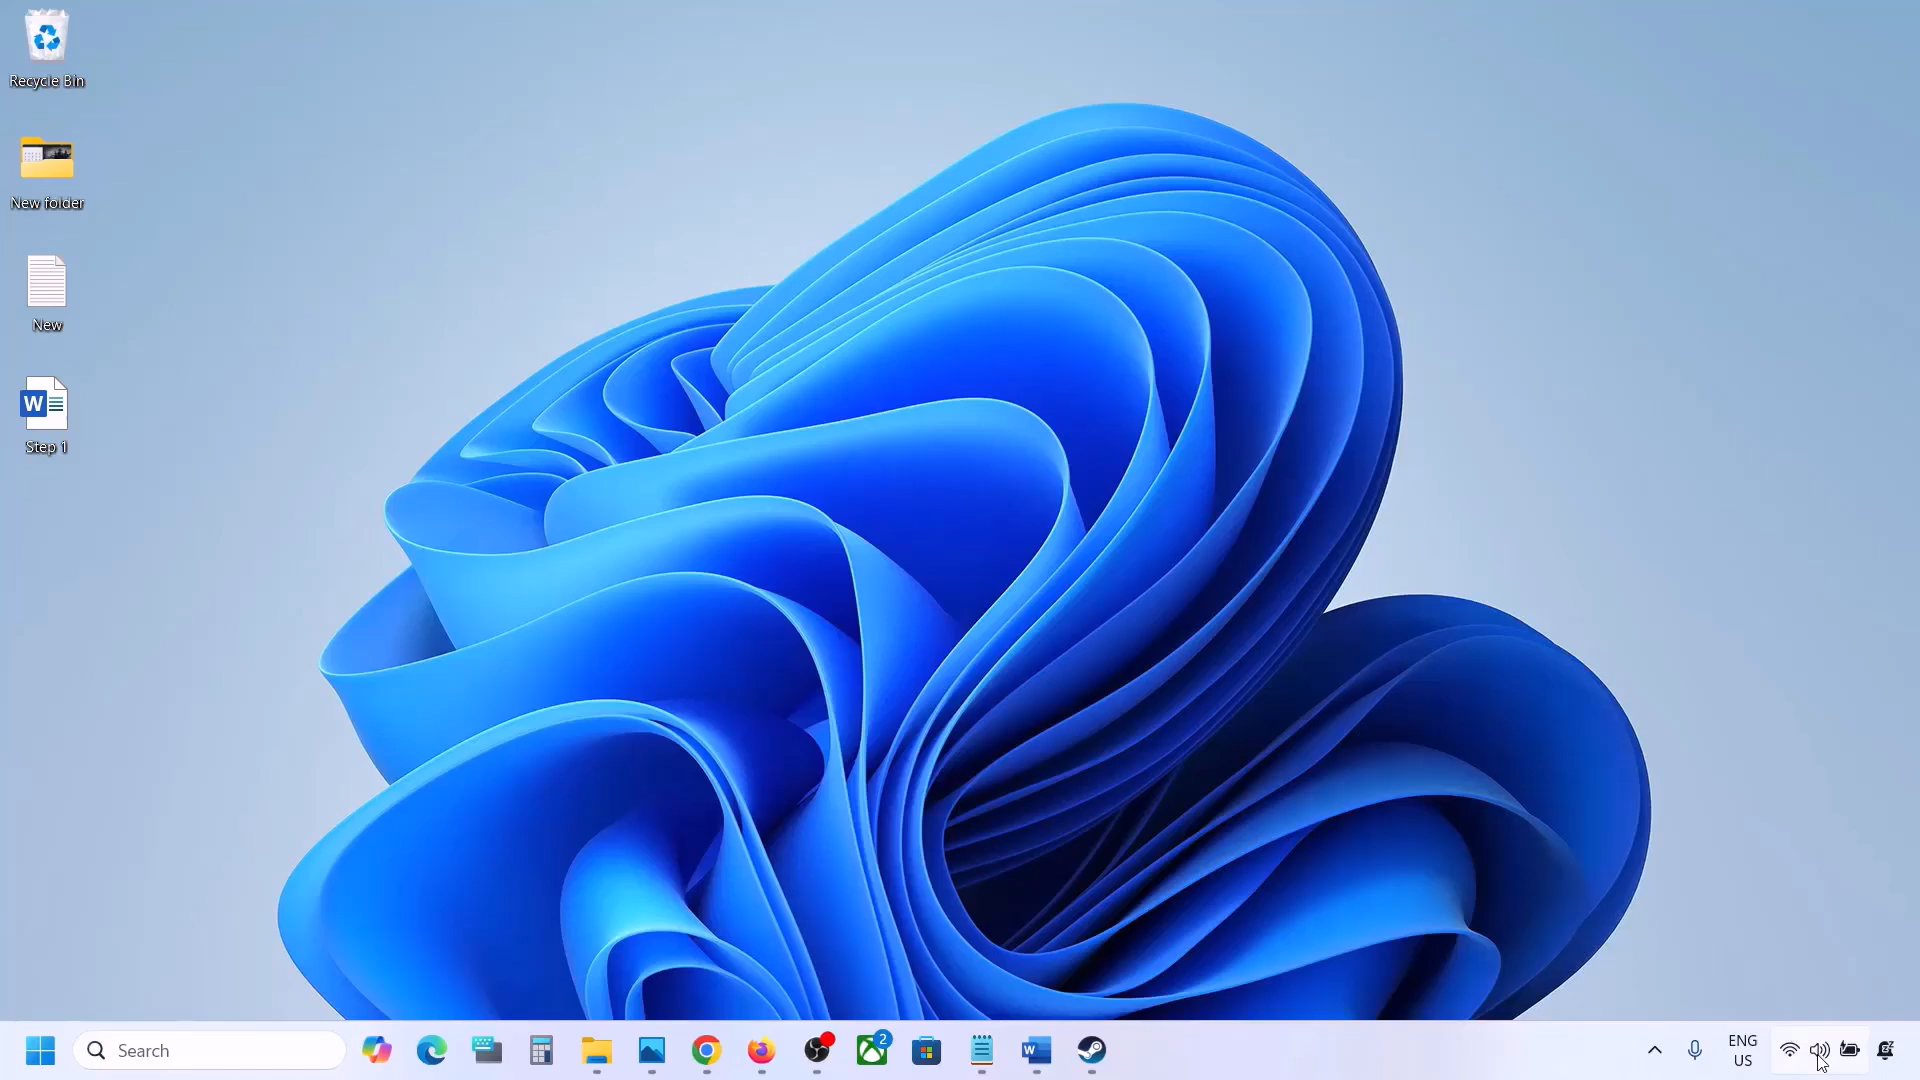 Recycle Bin
New folder
New
W
Step 1
Search
2
W
ENG
US